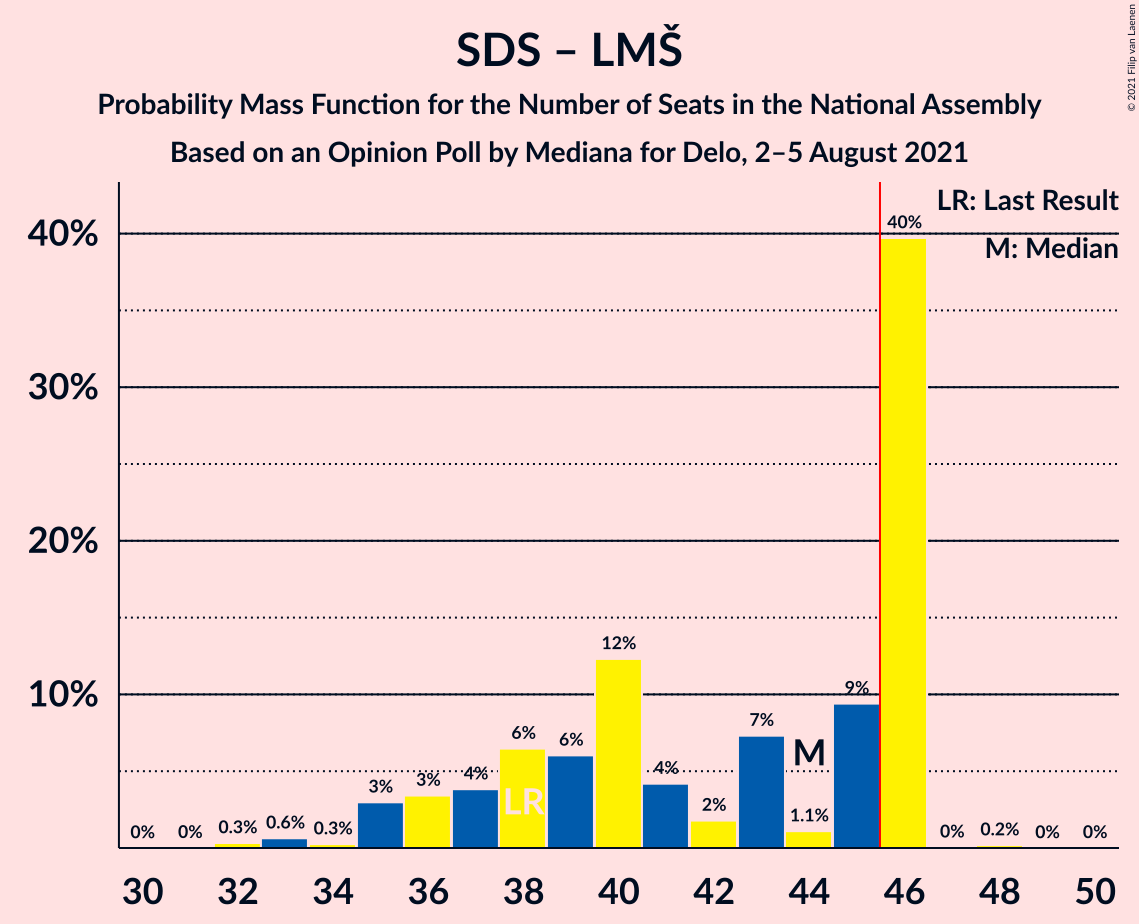 © 2021 Filip van Laenen
SDS – LMŠ
Probability Mass Function for the Number of Seats in the National Assembly
Based on an Opinion Poll by Mediana for Delo, 2–5 August 2021
LR: Last Result
M: Median
40%
30%
20%
10%
0% 0% 0.3% 0.6% 0.3% 3% 3% 4% 6% 6% 12% 4% 2% 7% 1.1% 9% 40% 0% 0.2% 0% 0%
LR M
30 32 34 36 38 40 42 44 46 48 50